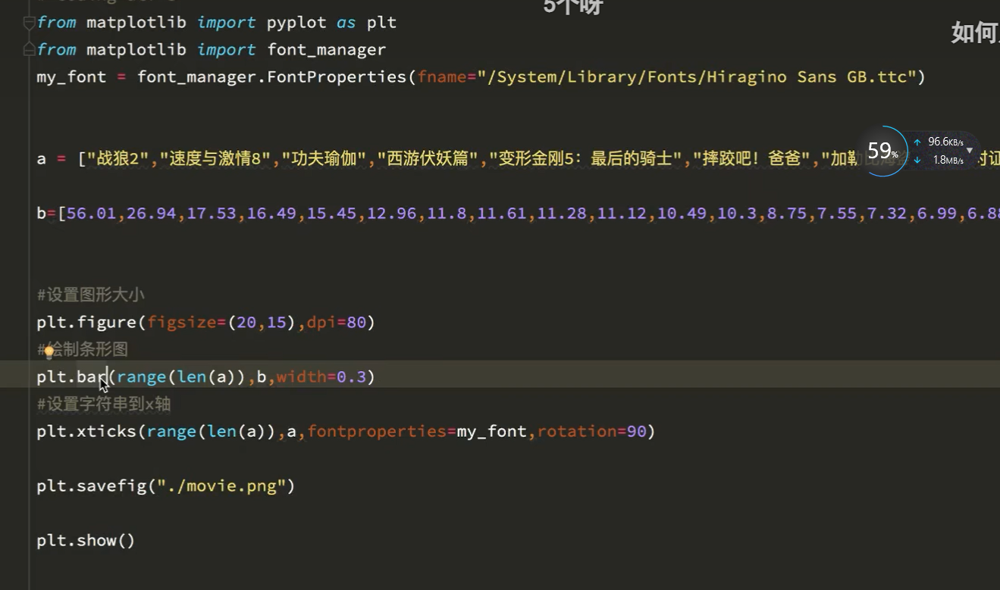 5个呀
如何
from matplotlib import pyplot as plt
from matplotlib import font_manager
my_font = font_manager.FontProperties(fname="/System/Library/Fonts/Hiragino Sans GB.ttc")
59%
96.6KB/s
1.8MB/s
a = ["战狼2","速度与激情8","功夫瑜伽","西游伏妖篇","变形金刚5：最后的骑士","摔跤吧！爸爸","加勒比海
b=[56.01,26.94,17.53,16.49,15.45,12.96,11.8,11.61,11.28,11.12,10.49,10.3,8.75,7.55,7.32,6.99,6.88
#设置图形大小
plt.figure(figsize=(20,15),dpi=80)
#绘制条形图
plt.bar(range(len(a)),b,width=0.3)
#设置字符串到x轴
plt.xticks(range(len(a)),a,fontproperties=my_font,rotation=90)
plt.savefig("./movie.png")
plt.show()